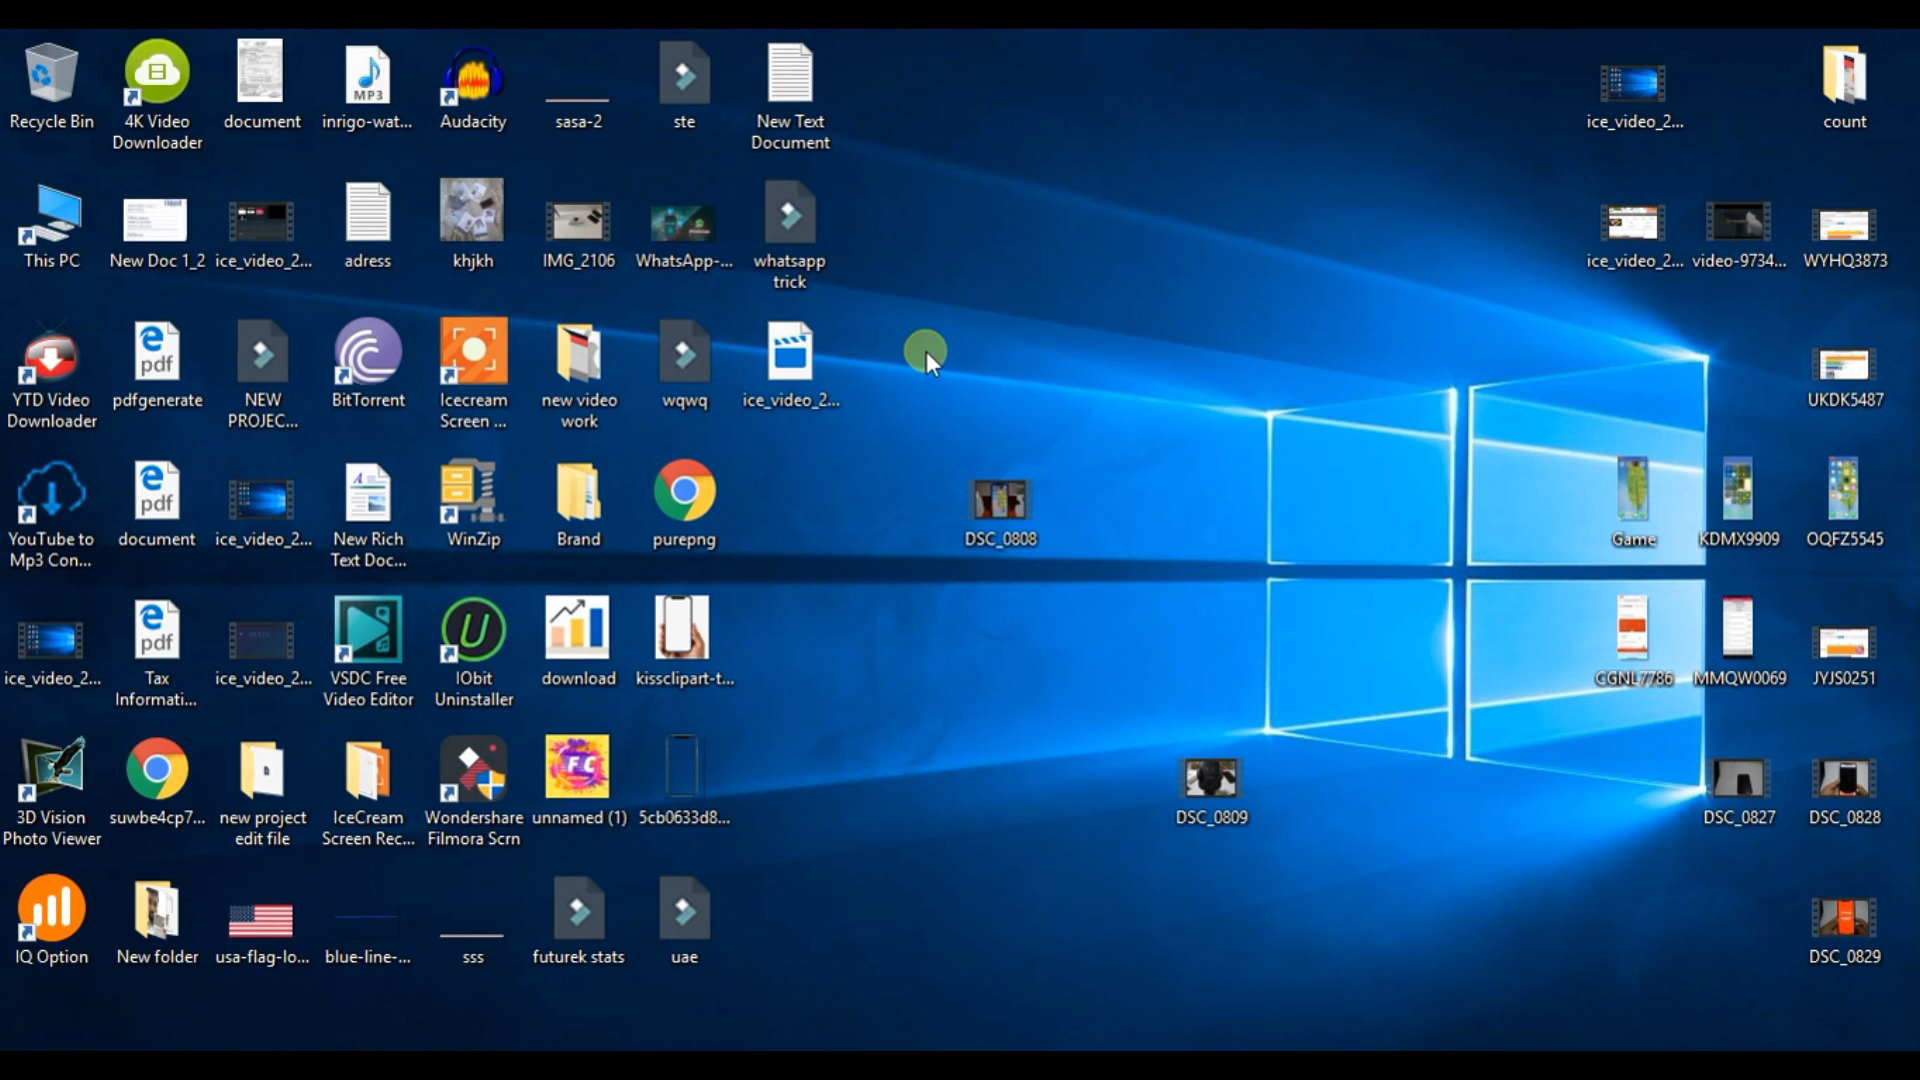 Recycle Bin
4K Video
Downloader
document
inrigo-wat...
MP3
Audacity
sasa-2
ste
New Text
Document
ice_video_2...
count
This PC
New Doc 1_2
ice_video_2...
adress
khjkh
IMG_2106
WhatsApp-...
whatsapp
trick
ice_video_2...
video-9734...
WYHQ3873
YTD Video
Downloader
pdf
pdfgenerate
NEW
PROJEC...
BitTorrent
Icecream
Screen ...
new video
work
wqwq
ice_video_2...
UKDK5487
YouTube to
Mp3 Con...
pdf
document
ice_video_2...
New Rich
Text Doc...
WinZip
Brand
purepng
DSC_0808
Game
KDMX9909
OQFZ5545
ice_video_2...
pdf
Tax
Informati...
ice_video_2...
VSDC Free
Video Editor
IObit
Uninstaller
download
kissclipart-t...
CGNL7786
MMQW0069
JYJS0251
3D Vision
Photo Viewer
suwbe4cp7...
new project
edit file
IceCream
Screen Rec...
Wondershare
Filmora Scrn
FC
unnamed (1)
5cb0633d8...
DSC_0809
DSC_0827
DSC_0828
IQ Option
New folder
usa-flag-lo...
blue-line-...
sss
futurek stats
uae
DSC_0829